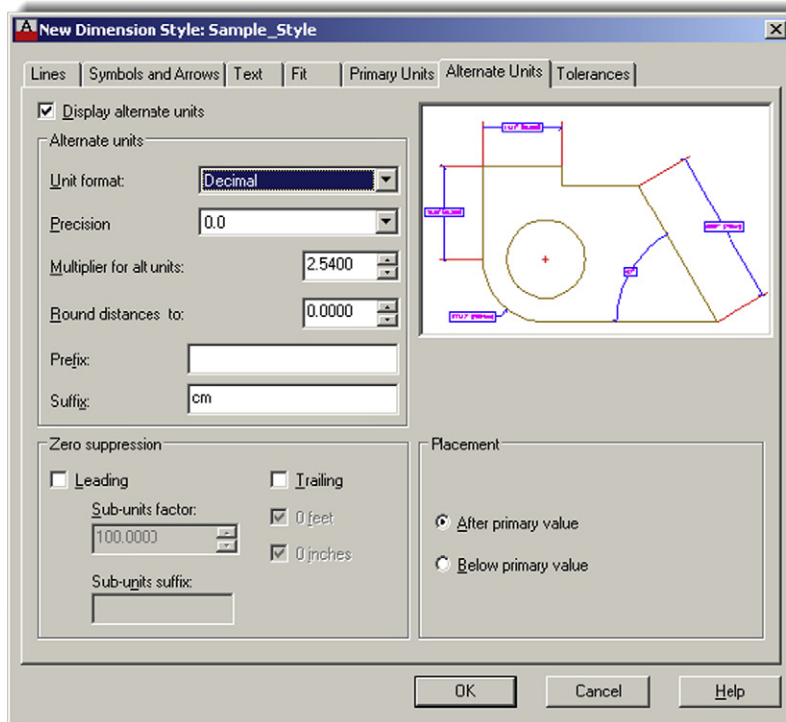 New Dimension Style: Sample_Style
Lines Symbols and Arrows Text Fit Primary Units Alternate Units Tolerances
Display alternate units
Alternate units
Unit format: Decimal
Precision 0.0
Multiplier for alt units: 2.5400
Round distances to: 0.0000
Prefix:
Suffix: cm
Zero suppression
Leading
Trailing
Sub-units factor:
100.0000
0 feet
0 inches
Sub-units suffix:
Placement
After primary value
Below primary value
OK Cancel Help